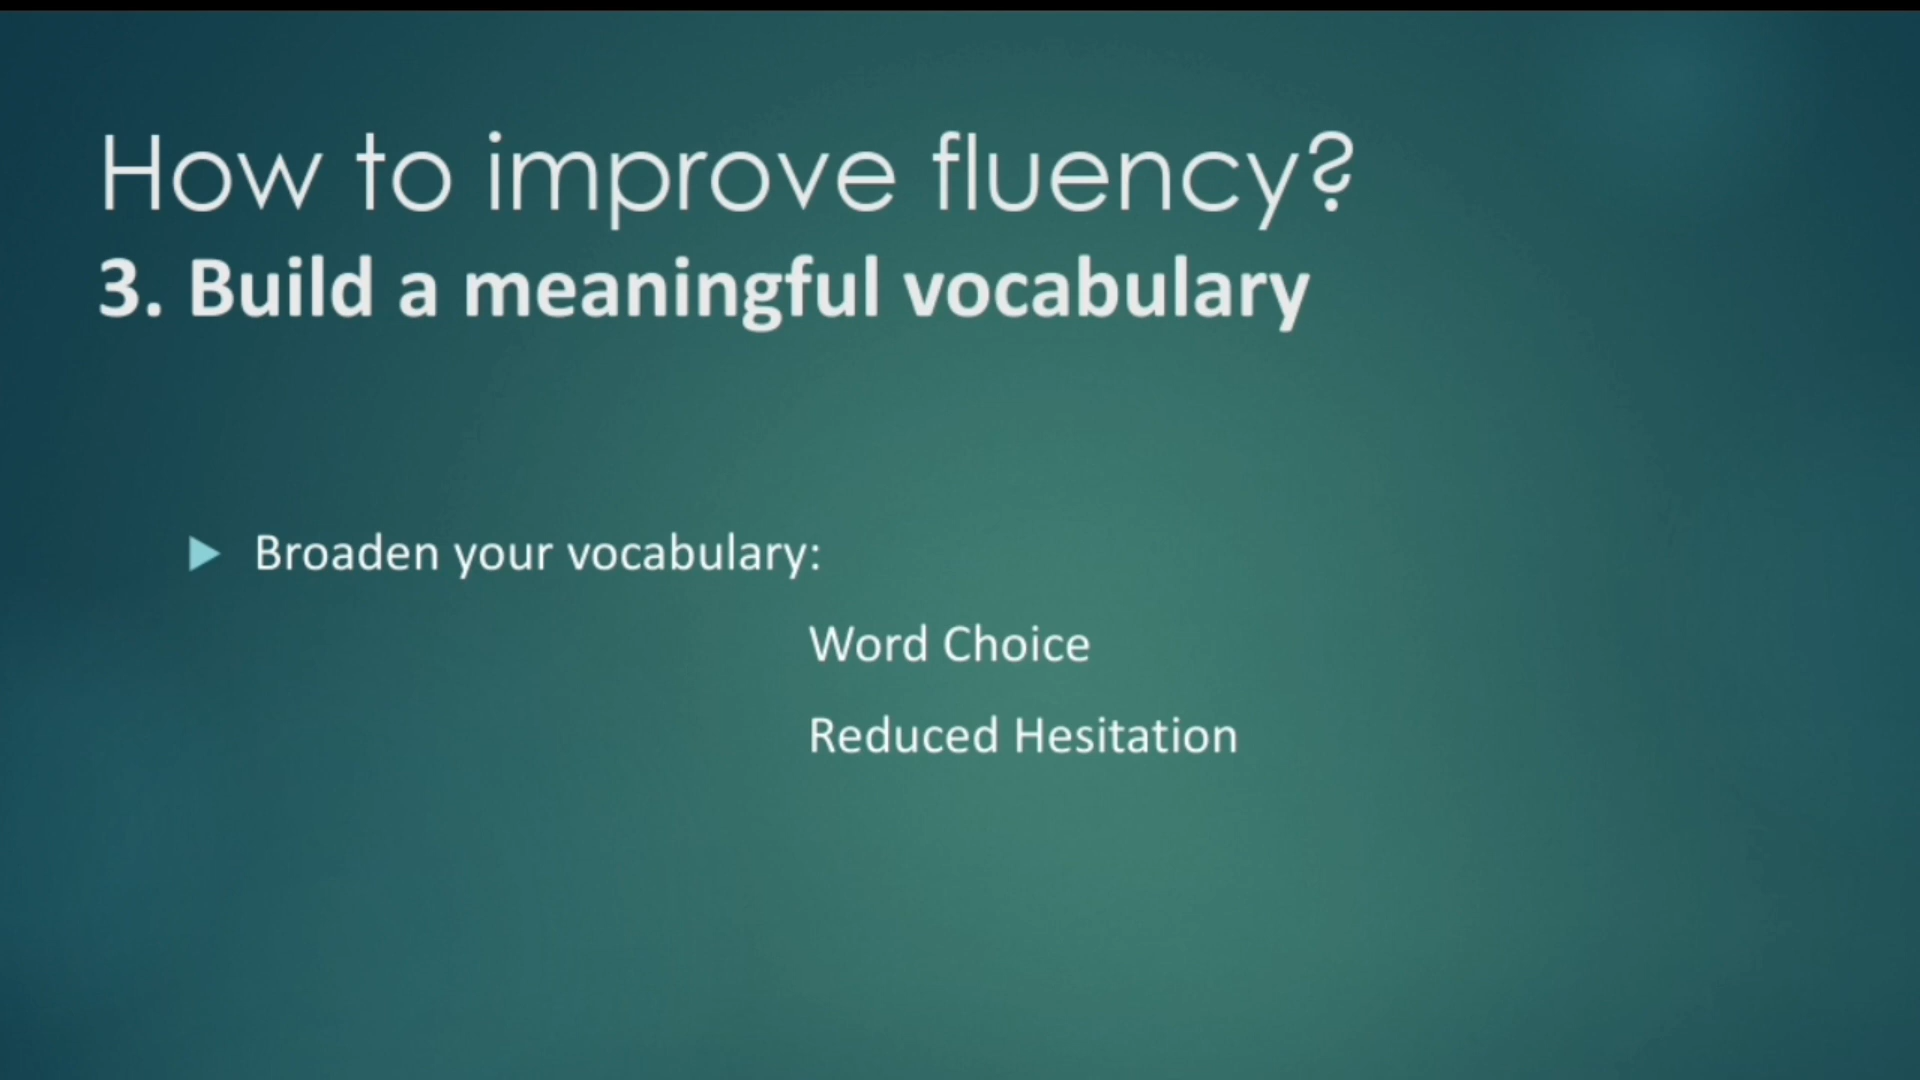 How to improve fluency?
3. Build a meaningful vocabulary
Broaden your vocabulary:
Word Choice
Reduced Hesitation